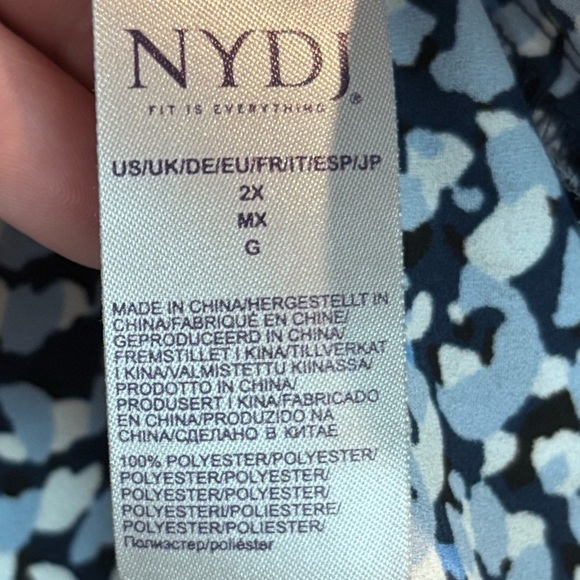 NYDJ®
FIT IS EVERYTHING
US/UK/DE/EU/FR/IT/ESP/JP
2X
MX
G
MADE IN CHINA/HERGESTELLT IN
CHINA/FABRIQUÉ EN CHINE/
GEPRODUCEERD IN CHINA/
FREMSTILLET I KINA/TILLVERKAT
I KINA/VALMISTETTU KIINASSA/
PRODOTTO IN CHINA/
PRODUSERT I KINA/FABRICADO
EN CHINA/PRODUZIDO NA
CHINA/СДЕЛАНО В КИТАЕ
100% POLYESTER/POLYESTER/
POLYESTER/POLYESTER/
POLYESTER/POLYESTER/
POLYESTERI/POLIESTERE/
POLYESTER/POLIESTER/
Полиэстер/poliéster